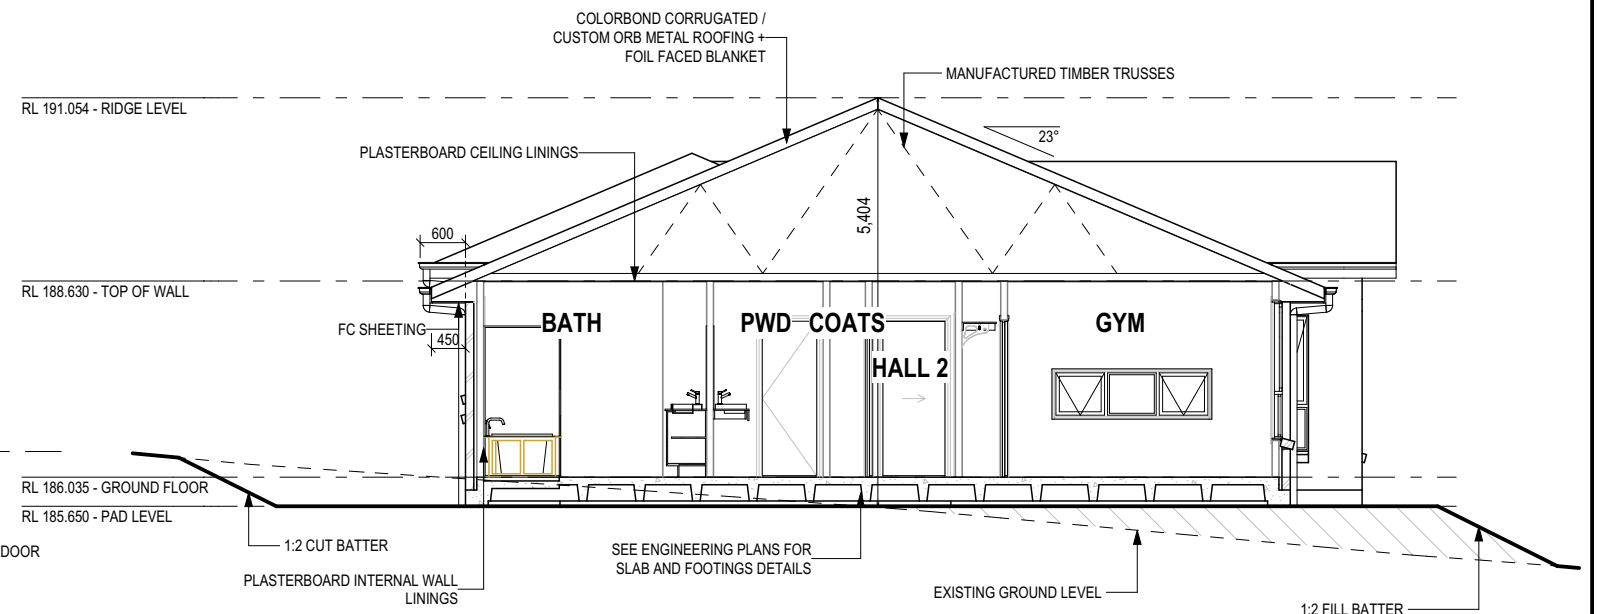 COLORBOND CORRUGATED /
CUSTOM ORB METAL ROOFING +
FOIL FACED BLANKET
MANUFACTURED TIMBER TRUSSES
RL 191.054 - RIDGE LEVEL
23°
PLASTERBOARD CEILING LININGS
5,404
600
RL 188.630 - TOP OF WALL
FC SHEETING
450
BATH
PWD
COATS
GYM
HALL 2
RL 186.035 - GROUND FLOOR
RL 185.650 - PAD LEVEL
DOOR
1:2 CUT BATTER
PLASTERBOARD INTERNAL WALL
LININGS
SEE ENGINEERING PLANS FOR
SLAB AND FOOTINGS DETAILS
EXISTING GROUND LEVEL
1:2 FILL BATTER